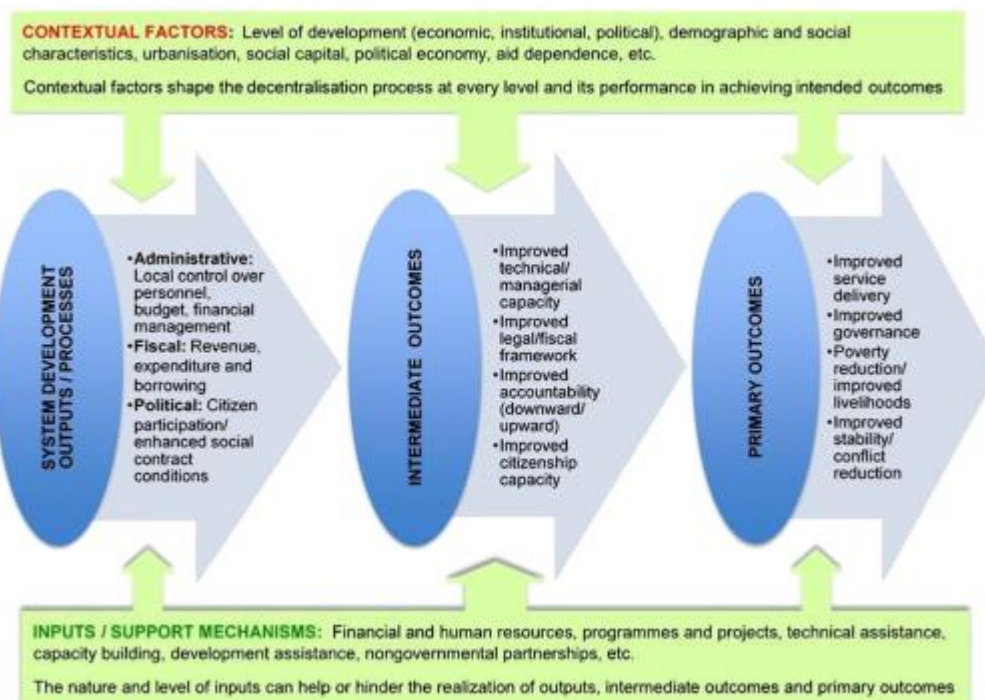 CONTEXTUAL FACTORS: Level of development (economic, institutional, political), demographic and social
characteristics, urbanisation, social capital, political economy, aid dependence, etc.
Contextual factors shape the decentralisation process at every level and its performance in achieving intended outcomes
SYSTEM DEVELOPMENT
OUTPUTS / PROCESSES
•Administrative:
Local control over
personnel,
budget, financial
management
•Fiscal: Revenue,
expenditure and
borrowing
•Political: Citizen
participation/
enhanced social
contract
conditions
INTERMEDIATE OUTCOMES
•Improved
technical/
managerial
capacity
•Improved
legal/fiscal
framework
•Improved
accountability
(downward/
upward)
•Improved
citizenship
capacity
PRIMARY OUTCOMES
•Improved
service
delivery
•Improved
governance
•Poverty
reduction/
improved
livelihoods
•Improved
stability/
conflict
reduction
INPUTS / SUPPORT MECHANISMS: Financial and human resources, programmes and projects, technical assistance,
capacity building, development assistance, nongovernmental partnerships, etc.
The nature and level of inputs can help or hinder the realization of outputs, intermediate outcomes and primary outcomes